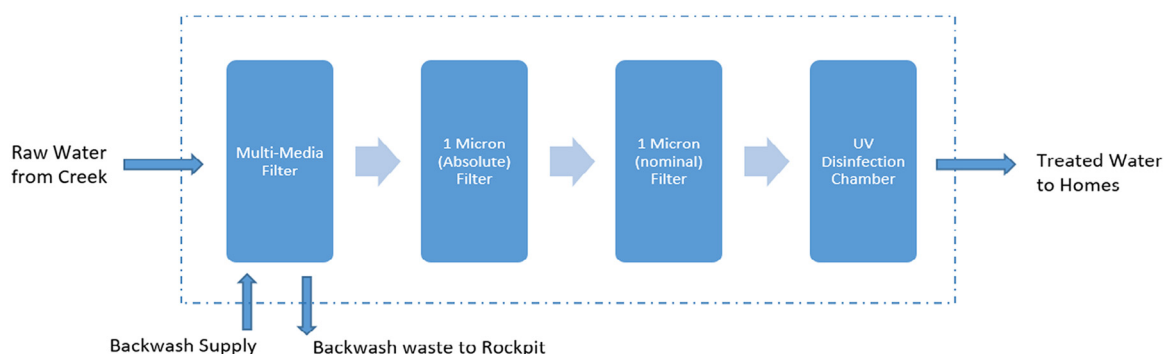 Raw Water
from Creek
Multi-Media
Filter
1 Micron
(Absolute)
Filter
1 Micron
(nominal)
Filter
UV
Disinfection
Chamber
Treated Water
to Homes
Backwash Supply
Backwash waste to Rockpit